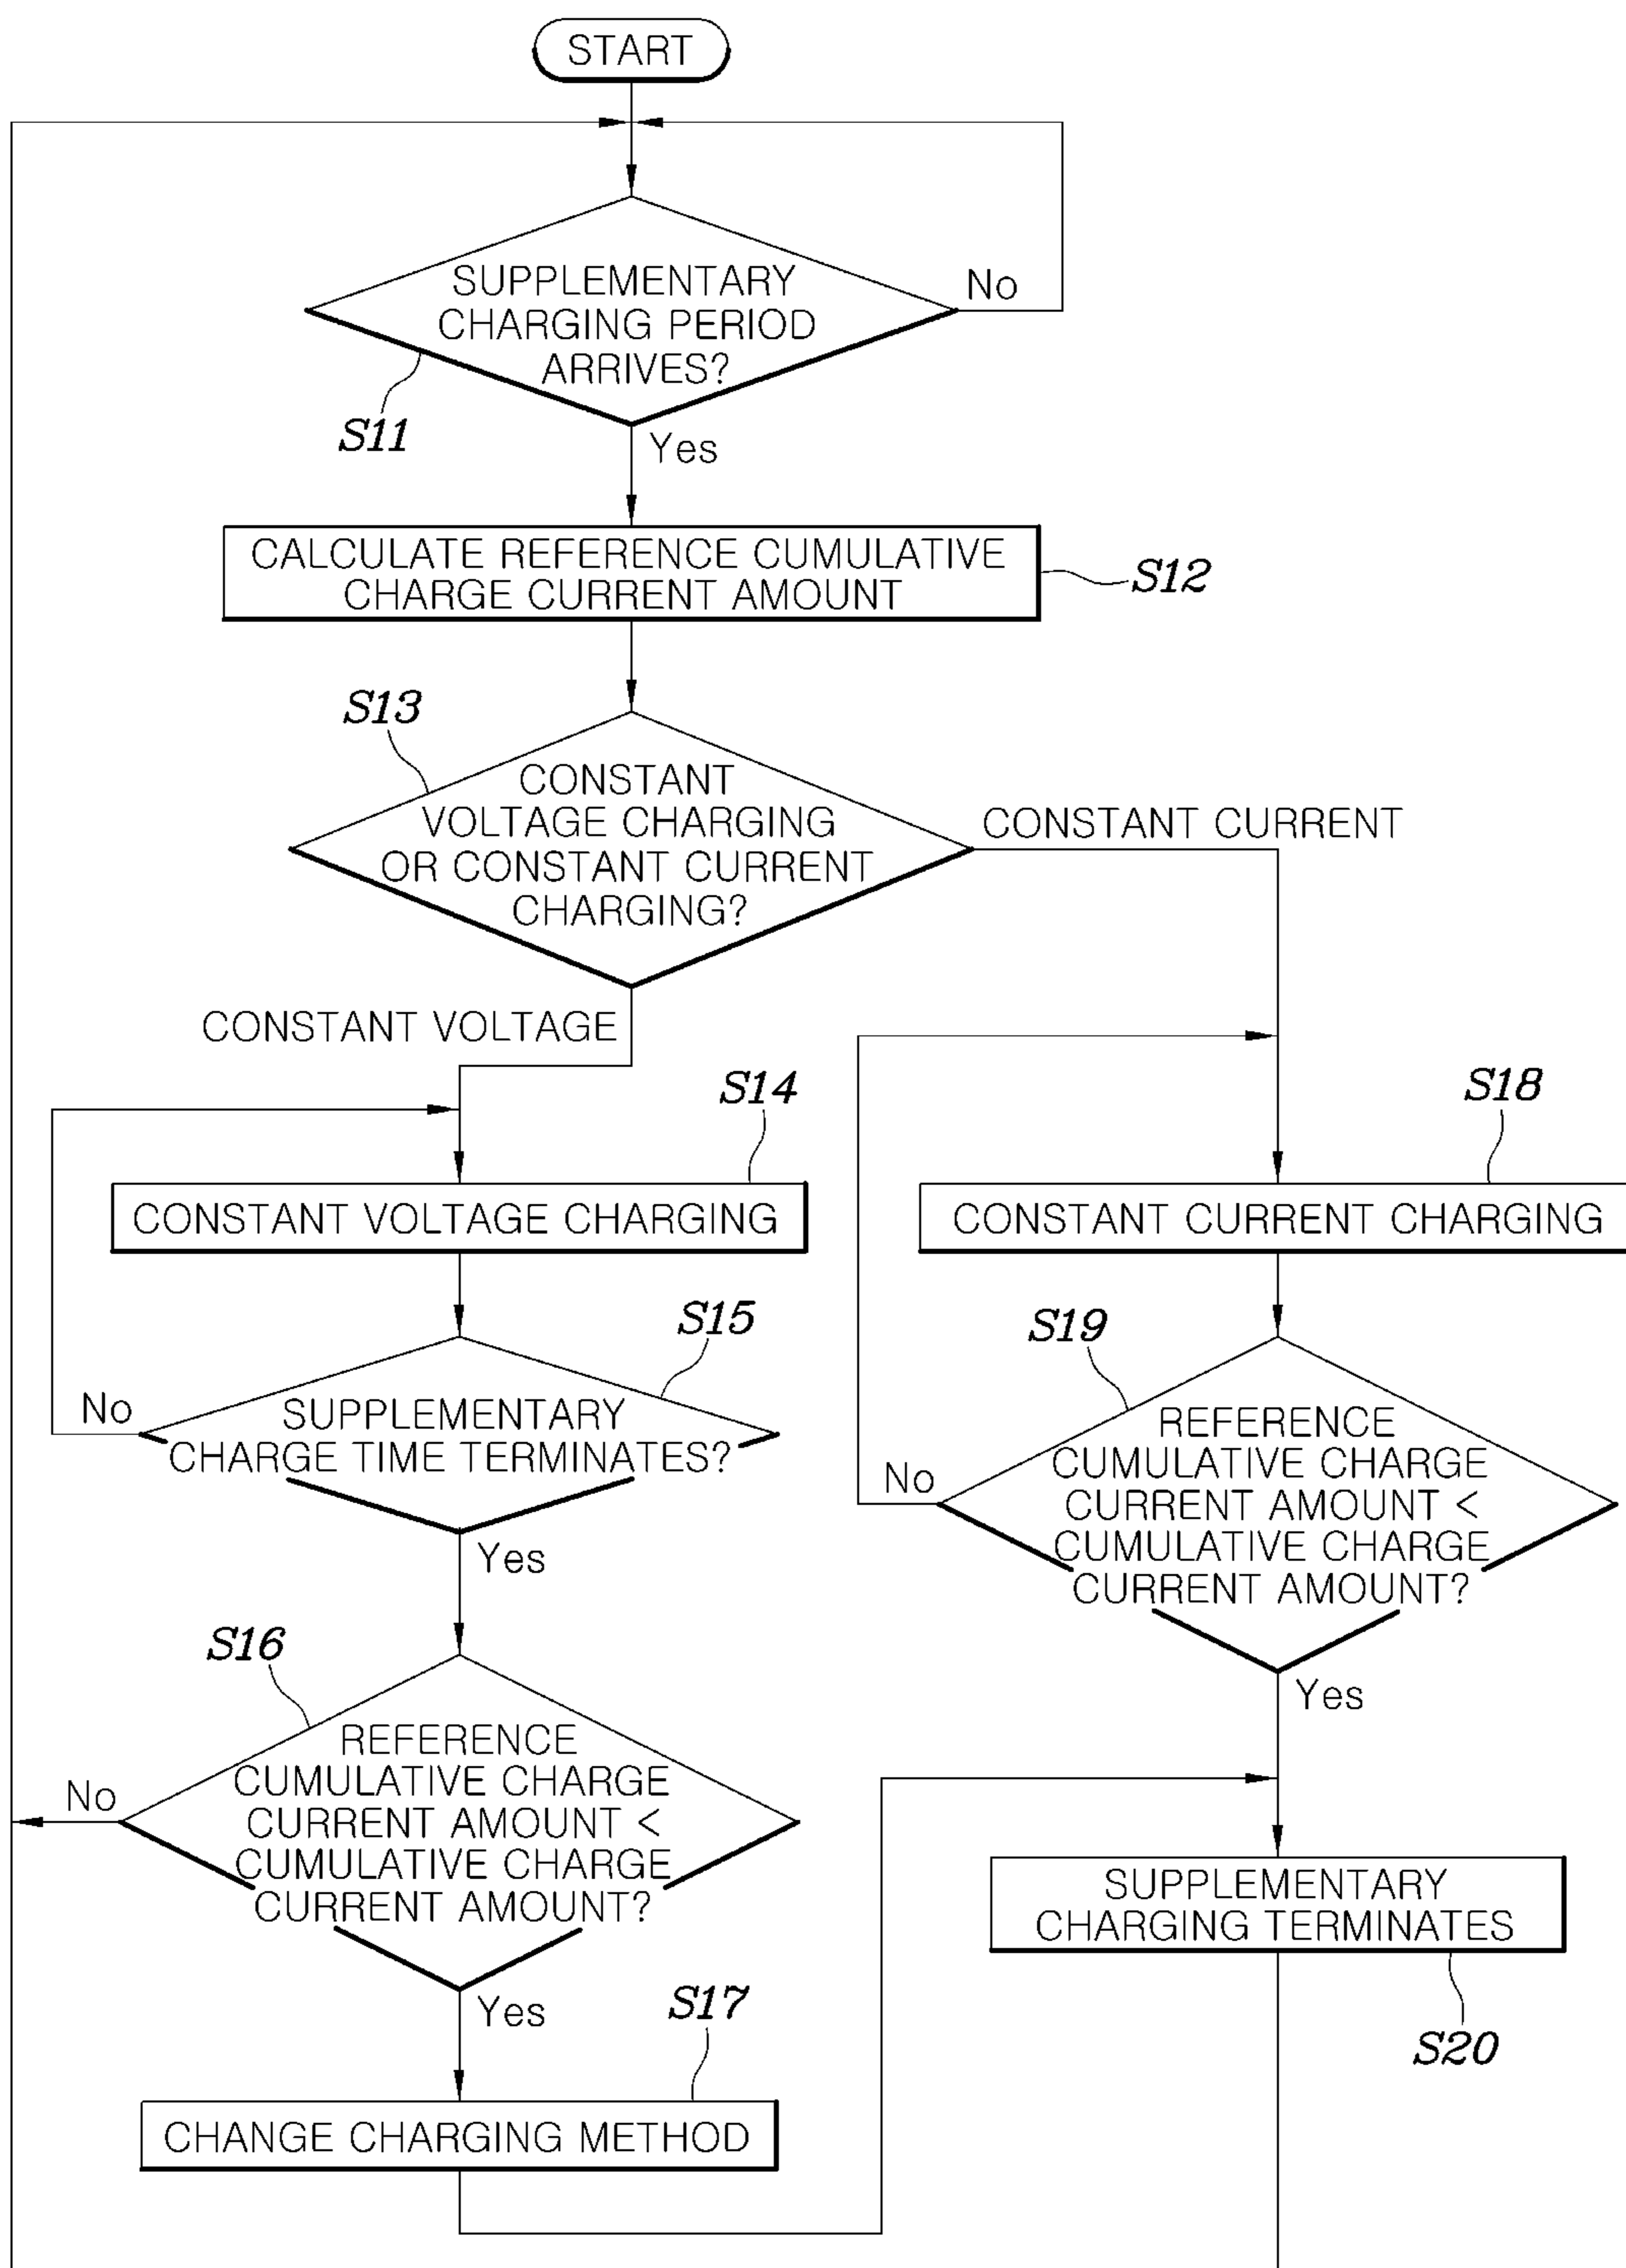 START
SUPPLEMENTARY
CHARGING PERIOD
ARRIVES?
No
S11
Yes
CALCULATE REFERENCE CUMULATIVE
CHARGE CURRENT AMOUNT
S12
S13
CONSTANT
VOLTAGE CHARGING
OR CONSTANT CURRENT
CHARGING?
CONSTANT CURRENT
CONSTANT VOLTAGE
S14
CONSTANT VOLTAGE CHARGING
S15
No
SUPPLEMENTARY
CHARGE TIME TERMINATES?
Yes
S16
No
REFERENCE
CUMULATIVE CHARGE
CURRENT AMOUNT <
CUMULATIVE CHARGE
CURRENT AMOUNT?
Yes
S17
CHANGE CHARGING METHOD
S18
CONSTANT CURRENT CHARGING
S19
No
REFERENCE
CUMULATIVE CHARGE
CURRENT AMOUNT <
CUMULATIVE CHARGE
CURRENT AMOUNT?
Yes
SUPPLEMENTARY
CHARGING TERMINATES
S20